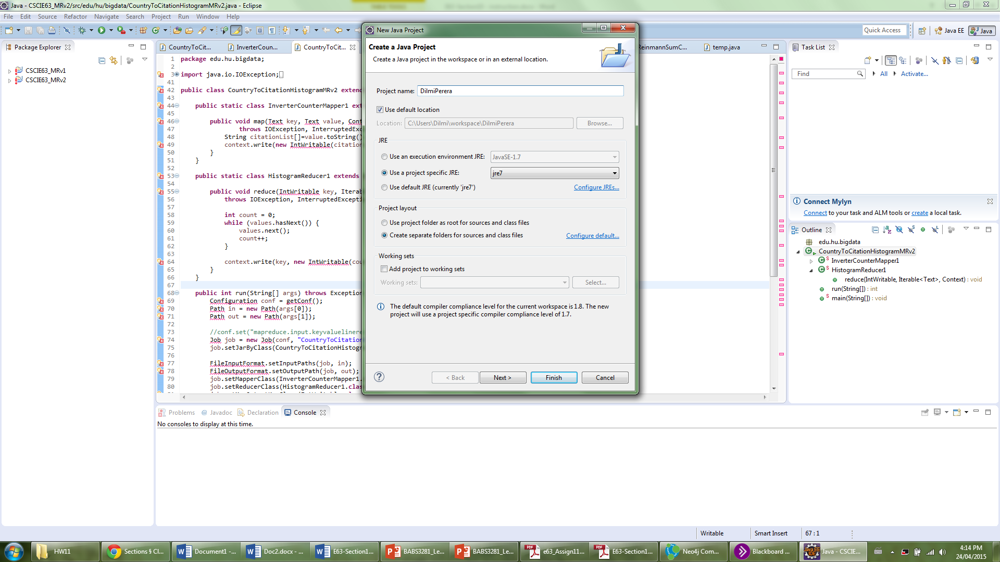 Java - CSCIE63_MRv2/src/edu/hu/bigdata/CountryToCitationHistogramMRv2.java - Eclipse
File Edit Source Refactor Navigate Search Project Run Window Help
Quick Access
Java EE
Java
Package Explorer
CSCIE63_MRv1
CSCIE63_MRv2
CountryToCit...
InverterCoun...
CountryToCit...
ReinmannSumC...
temp.java
1 package edu.hu.bigdata;
2
3 import java.io.IOException;
41
42 public class CountryToCitationHistogramMRv2 extend
43
44 public static class InverterCounterMapper1 ext
45
46 public void map(Text key, Text value, Cont
47 throws IOException, InterruptedExc
48 String citationList[]=value.toString()
49 context.write(new IntWritable(citation
50 }
51 }
52
53 public static class HistogramReducer1 extends
54
55 public void reduce(IntWritable key, Iterab
56 throws IOException, InterruptedExcepti
57
58 int count = 0;
59 while (values.hasNext()) {
60 values.next();
61 count++;
62 }
63
64 context.write(key, new IntWritable(cou
65 }
66 }
67
68 public int run(String[] args) throws Exception
69 Configuration conf = getConf();
70 Path in = new Path(args[0]);
71 Path out = new Path(args[1]);
72
73 //conf.set("mapreduce.input.keyvaluelinere
74 Job job = new Job(conf, "CountryToCitation
75 job.setJarByClass(CountryToCitationHistogr
76
77 FileInputFormat.setInputPaths(job, in);
78 FileOutputFormat.setOutputPath(job, out);
79 job.setMapperClass(InverterCounterMapper1.
80 job.setReducerClass(HistogramReducer1.clas
New Java Project
Create a Java Project
Create a Java project in the workspace or in an external location.
Project name: DilmiPerera
Use default location
Location: C:\Users\Dilmi\workspace\DilmiPerera Browse...
JRE
Use an execution environment JRE: JavaSE-1.7
Use a project specific JRE: jre7
Use default JRE (currently 'jre7') Configure JREs...
Project layout
Use project folder as root for sources and class files
Create separate folders for sources and class files Configure default...
Working sets
Add project to working sets
Working sets: Select...
The default compiler compliance level for the current workspace is 1.8. The new
project will use a project specific compiler compliance level of 1.7.
< Back Next > Finish Cancel
Task List
Find All Activate...
Connect Mylyn
Connect to your task and ALM tools or create a local task.
Outline
edu.hu.bigdata
CountryToCitationHistogramMRv2
InverterCounterMapper1
HistogramReducer1
reduce(IntWritable, Iterable<Text>, Context) : void
run(String[]) : int
main(String[]) : void
Problems @ Javadoc Declaration Console
No consoles to display at this time.
Writable Smart Insert 67 : 1
HW11
Sections § Cl...
Document1 -...
Doc2.docx - ...
E63-Section1...
BABS3281_Le...
BABS3281_Le...
e63_Assign11...
E63-Section1...
Neo4j Com...
Blackboard ...
Java - CSCIE...
4:14 PM
24/04/2015